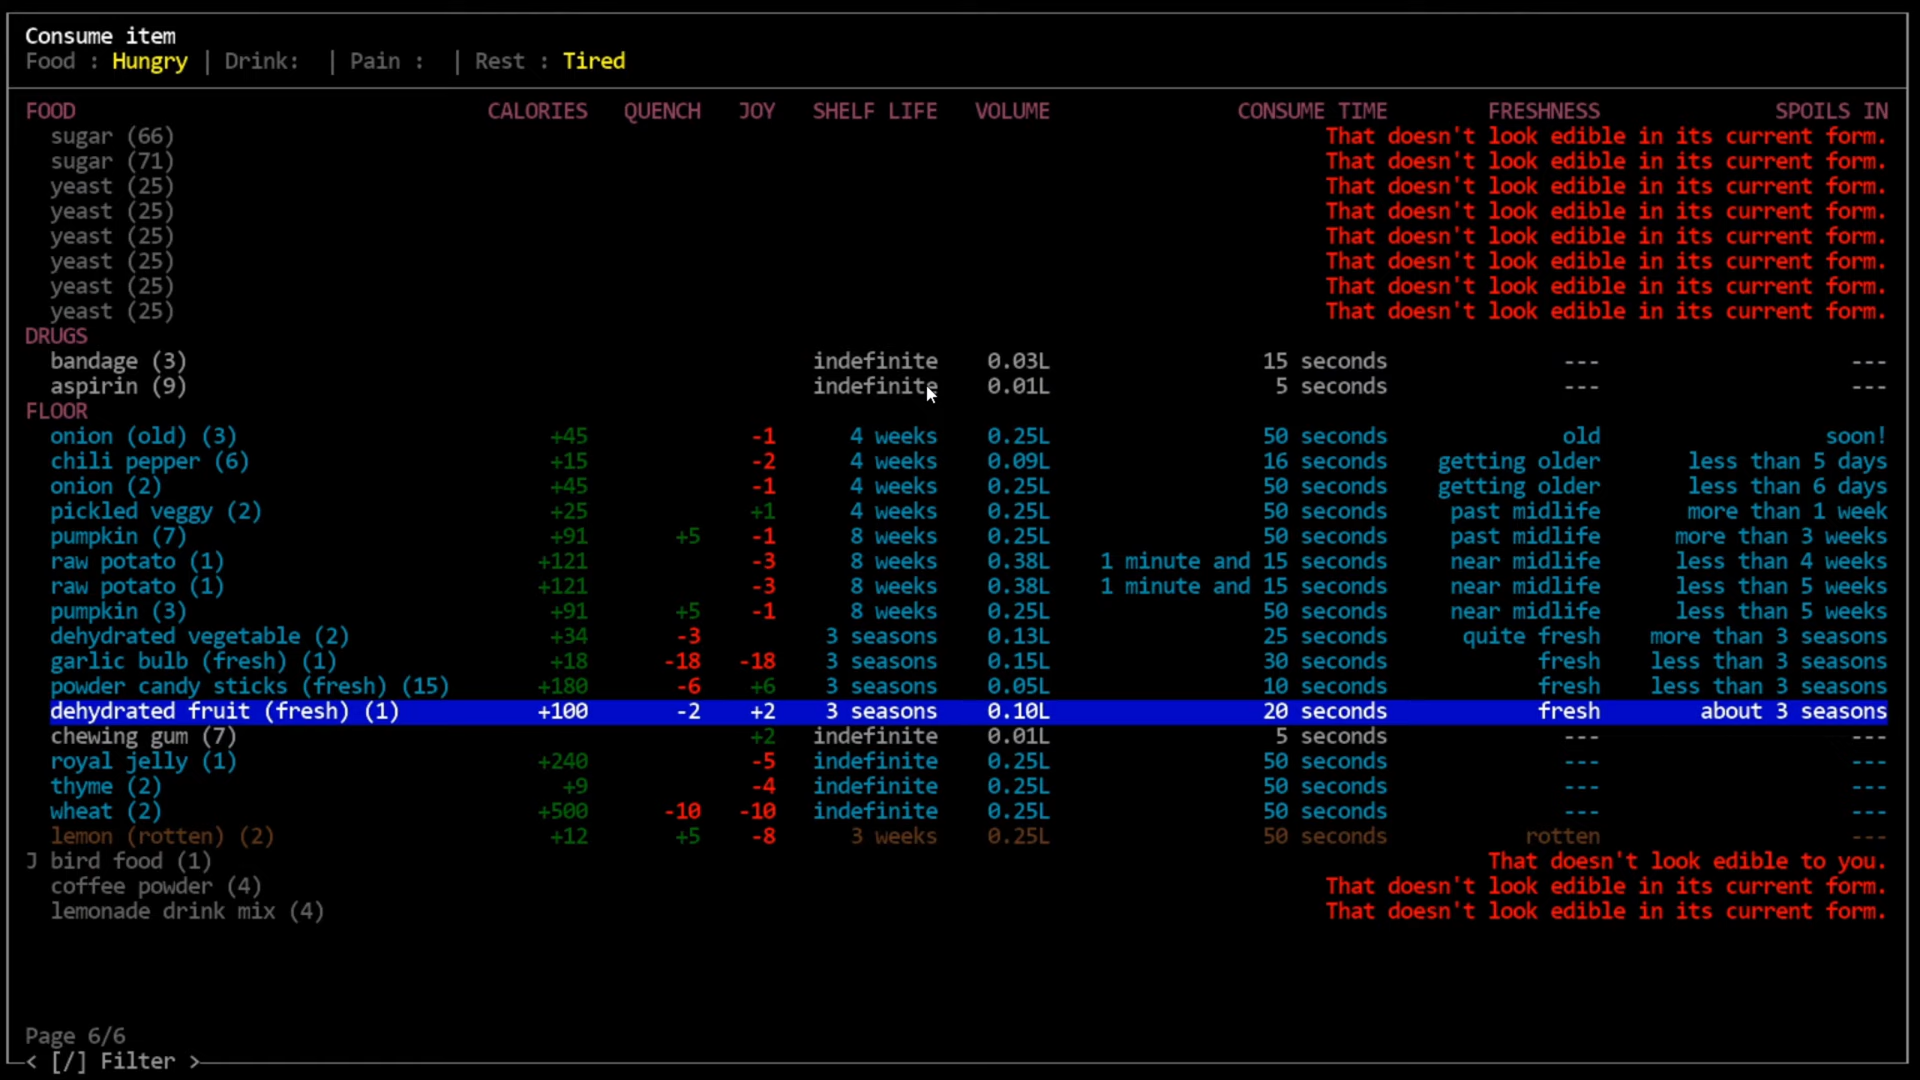 Consume item
Food : Hungry | Drink: | Pain : | Rest : Tired
FOOD CALORIES QUENCH JOY SHELF LIFE VOLUME CONSUME TIME FRESHNESS SPOILS IN
sugar (66) That doesn't look edible in its current form.
sugar (71) That doesn't look edible in its current form.
yeast (25) That doesn't look edible in its current form.
yeast (25) That doesn't look edible in its current form.
yeast (25) That doesn't look edible in its current form.
yeast (25) That doesn't look edible in its current form.
yeast (25) That doesn't look edible in its current form.
yeast (25) That doesn't look edible in its current form.
DRUGS
bandage (3) indefinite 0.03L 15 seconds --- ---
aspirin (9) indefinite 0.01L 5 seconds --- ---
FLOOR
onion (old) (3) +45 -1 4 weeks 0.25L 50 seconds old soon!
chili pepper (6) +15 -2 4 weeks 0.09L 16 seconds getting older less than 5 days
onion (2) +45 -1 4 weeks 0.25L 50 seconds getting older less than 6 days
pickled veggy (2) +25 +1 4 weeks 0.25L 50 seconds past midlife more than 1 week
pumpkin (7) +91 +5 -1 8 weeks 0.25L 50 seconds past midlife more than 3 weeks
raw potato (1) +121 -3 8 weeks 0.38L 1 minute and 15 seconds near midlife less than 4 weeks
raw potato (1) +121 -3 8 weeks 0.38L 1 minute and 15 seconds near midlife less than 5 weeks
pumpkin (3) +91 +5 -1 8 weeks 0.25L 50 seconds near midlife less than 5 weeks
dehydrated vegetable (2) +34 -3 3 seasons 0.13L 25 seconds quite fresh more than 3 seasons
garlic bulb (fresh) (1) +18 -18 -18 3 seasons 0.15L 30 seconds fresh less than 3 seasons
powder candy sticks (fresh) (15) +180 -6 +6 3 seasons 0.05L 10 seconds fresh less than 3 seasons
dehydrated fruit (fresh) (1) +100 -2 +2 3 seasons 0.10L 20 seconds fresh about 3 seasons
chewing gum (7) +2 indefinite 0.01L 5 seconds --- ---
royal jelly (1) +240 -5 indefinite 0.25L 50 seconds --- ---
thyme (2) +9 -4 indefinite 0.25L 50 seconds --- ---
wheat (2) +500 -10 -10 indefinite 0.25L 50 seconds --- ---
lemon (rotten) (2) +12 +5 -8 3 weeks 0.25L 50 seconds rotten ---
J bird food (1) That doesn't look edible to you.
coffee powder (4) That doesn't look edible in its current form.
lemonade drink mix (4) That doesn't look edible in its current form.
Page 6/6
< [/] Filter >